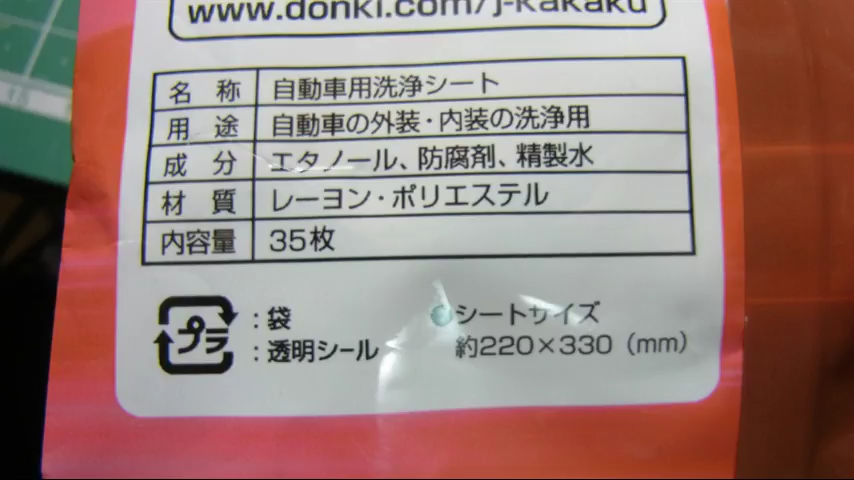 www.donki.com/j-kakaku
名 称 自動車用洗浄シート
用 途 自動車の外装・内装の洗浄用
成 分 エタノール、防腐剤、精製水
材 質 レーヨン・ポリエステル
内容量 35枚
プラ
：袋
：透明シール
●シートサイズ
約220×330（mm）